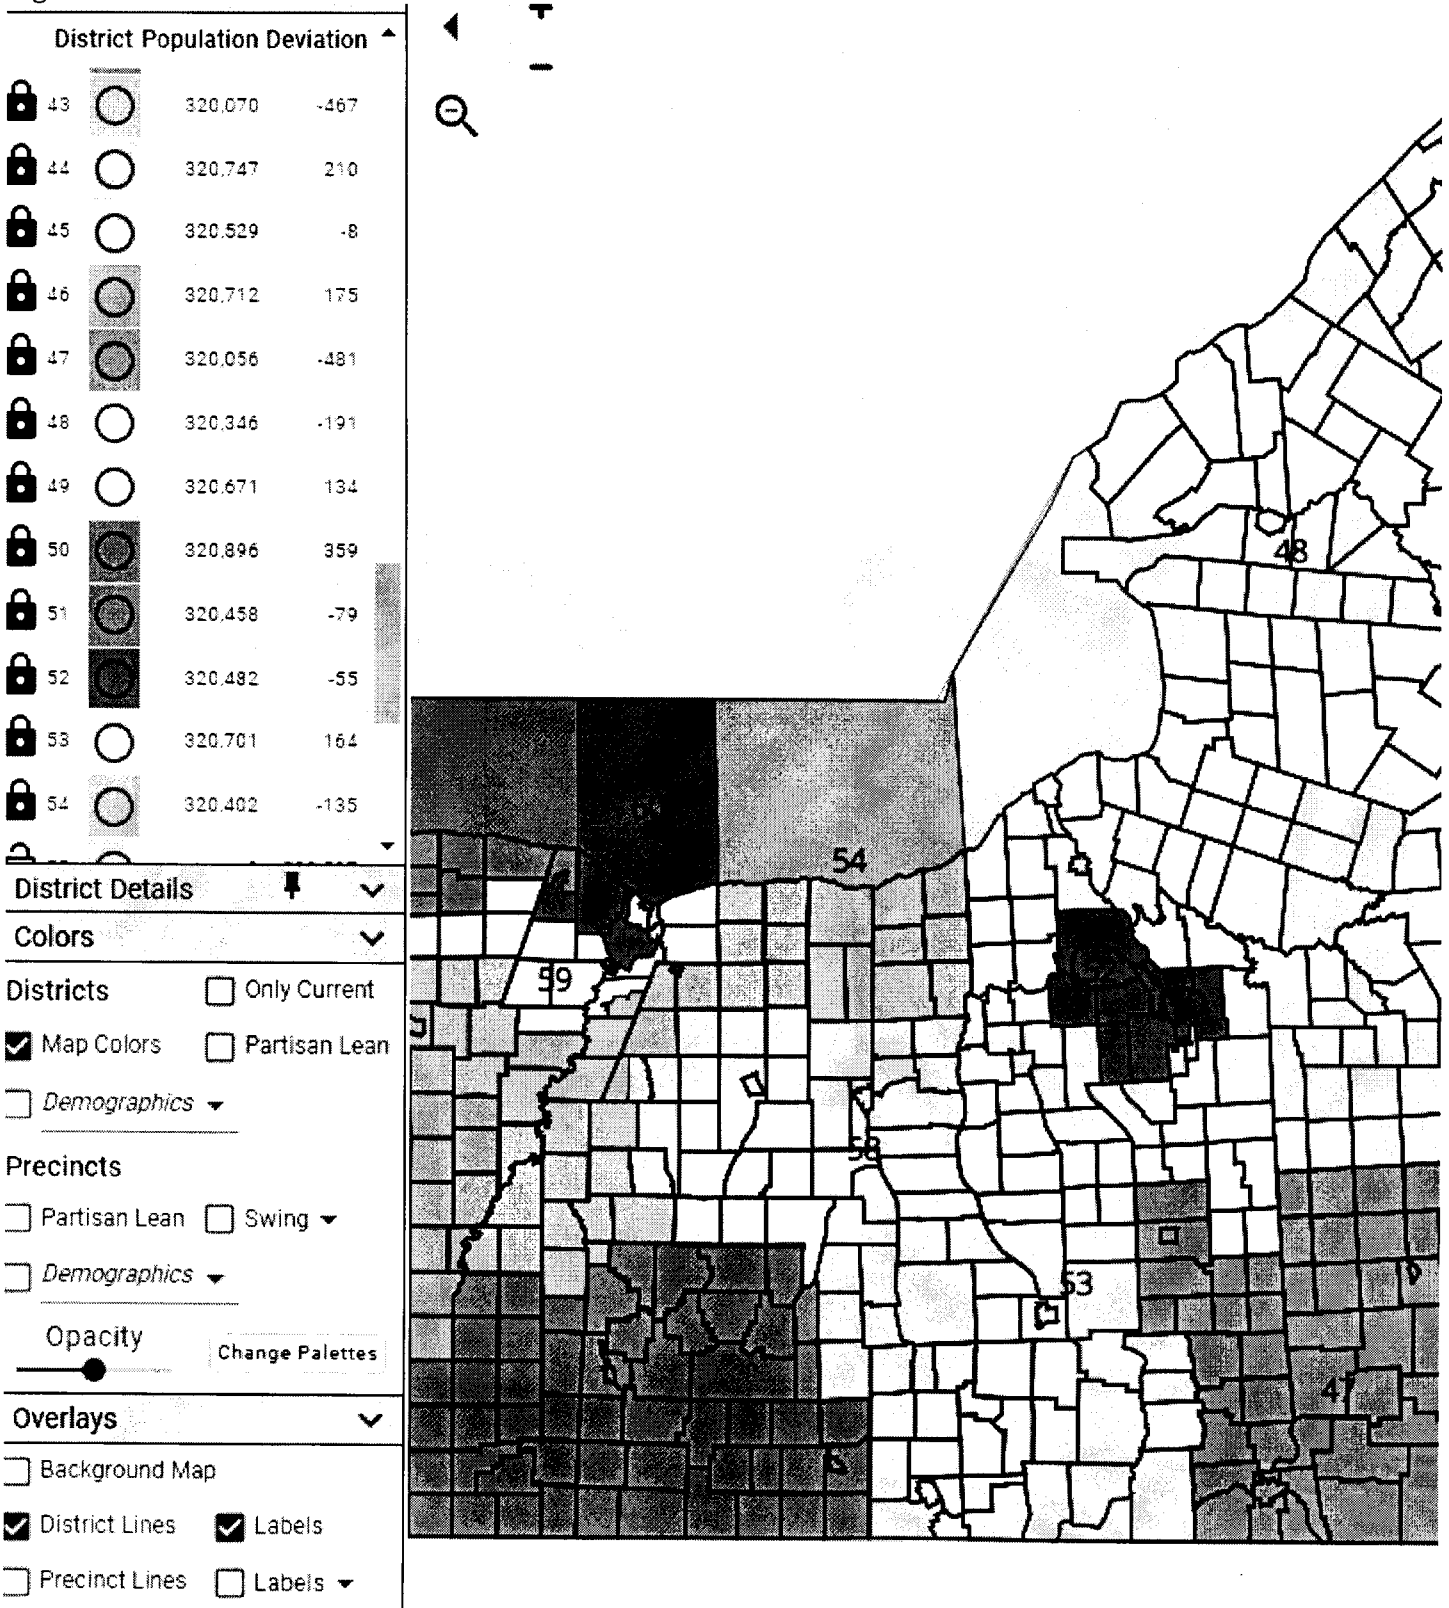 District Population Deviation
43 320,070 -467
44 320,747 210
45 320,529 -8
46 320,712 175
47 320,056 -481
48 320,346 -191
49 320,671 134
50 320,896 359
51 320,458 -79
52 320,482 -55
53 320,701 164
54 320,402 -135
District Details
Colors
Districts
Only Current
Map Colors
Partisan Lean
Demographics
Precincts
Partisan Lean
Swing
Demographics
Opacity
Change Palettes
Overlays
Background Map
District Lines
Labels
Precinct Lines
Labels
48
54
59
58
53
47